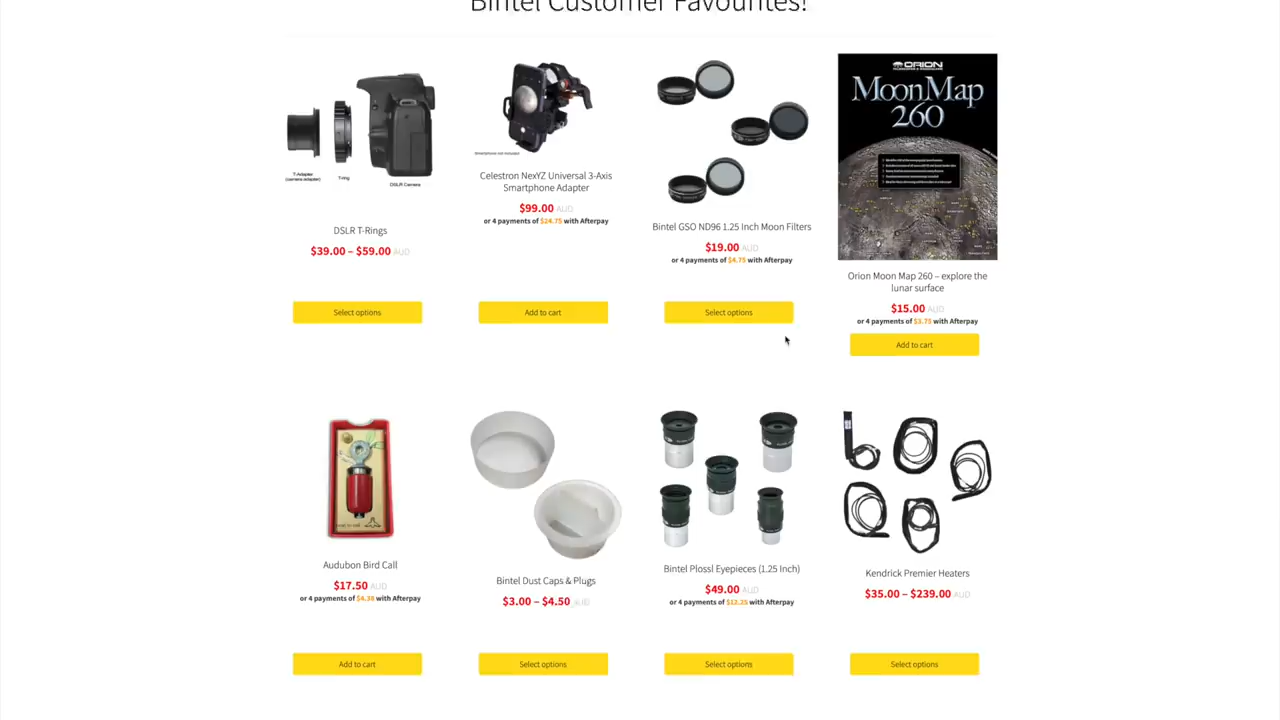 Bintel Customer Favourites!
T-Adapter
(camera adapter)
T-ring
DSLR Camera
DSLR T-Rings
$39.00 – $59.00 AUD
Select options
Smartphone not included
Celestron NexYZ Universal 3-Axis
Smartphone Adapter
$99.00 AUD
or 4 payments of $24.75 with Afterpay
Add to cart
Bintel GSO ND96 1.25 Inch Moon Filters
$19.00 AUD
or 4 payments of $4.75 with Afterpay
Select options
ORION
MoonMap
260
Orion Moon Map 260 – explore the
lunar surface
$15.00 AUD
or 4 payments of $3.75 with Afterpay
Add to cart
Audubon Bird Call
$17.50 AUD
or 4 payments of $4.38 with Afterpay
Add to cart
Bintel Dust Caps & Plugs
$3.00 – $4.50 AUD
Select options
Bintel Plossl Eyepieces (1.25 Inch)
$49.00 AUD
or 4 payments of $12.25 with Afterpay
Select options
Kendrick Premier Heaters
$35.00 – $239.00 AUD
Select options